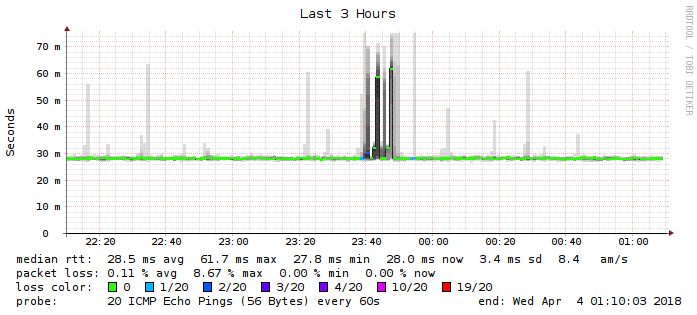 Last 3 Hours
RRDTOOL / TOBI OETIKER
Seconds
70 m
60 m
50 m
40 m
30 m
20 m
10 m
0
22:20 22:40 23:00 23:20 23:40 00:00 00:20 00:40 01:00
median rtt: 28.5 ms avg 61.7 ms max 27.8 ms min 28.0 ms now 3.4 ms sd 8.4 am/s
packet loss: 0.11 % avg 8.67 % max 0.00 % min 0.00 % now
loss color: 0 1/20 2/20 3/20 4/20 10/20 19/20
probe: 20 ICMP Echo Pings (56 Bytes) every 60s end: Wed Apr 4 01:10:03 2018